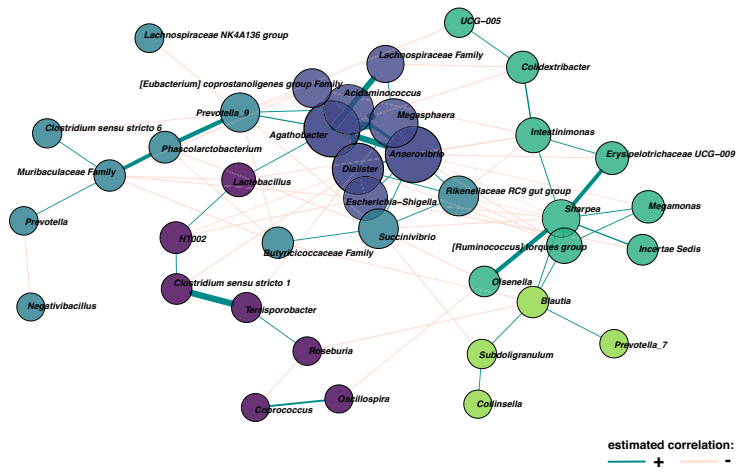 UCG−005
Lachnospiraceae NK4A136 group
Lachnospiraceae Family
Colidextribacter
[Eubacterium] coprostanoligenes group Family
Acidaminococcus
Prevotella_9
Megasphaera
Clostridium sensu stricto 6
Agathobacter
Intestinimonas
Phascolarctobacterium
Anaerovibrio
Erysipelotrichaceae UCG−009
Muribaculaceae Family
Dialister
Lactobacillus
Rikenellaceae RC9 gut group
Escherichia−Shigella
Sharpea
Megamonas
Prevotella
HT002
Succinivibrio
[Ruminococcus] torques group
Incertae Sedis
Butyricicoccaceae Family
Clostridium sensu stricto 1
Olsenella
Negativibacillus
Terrisporobacter
Blautia
Roseburia
Subdoligranulum
Prevotella_7
Oscillospira
Coprococcus
Collinsella
estimated correlation:
+ -